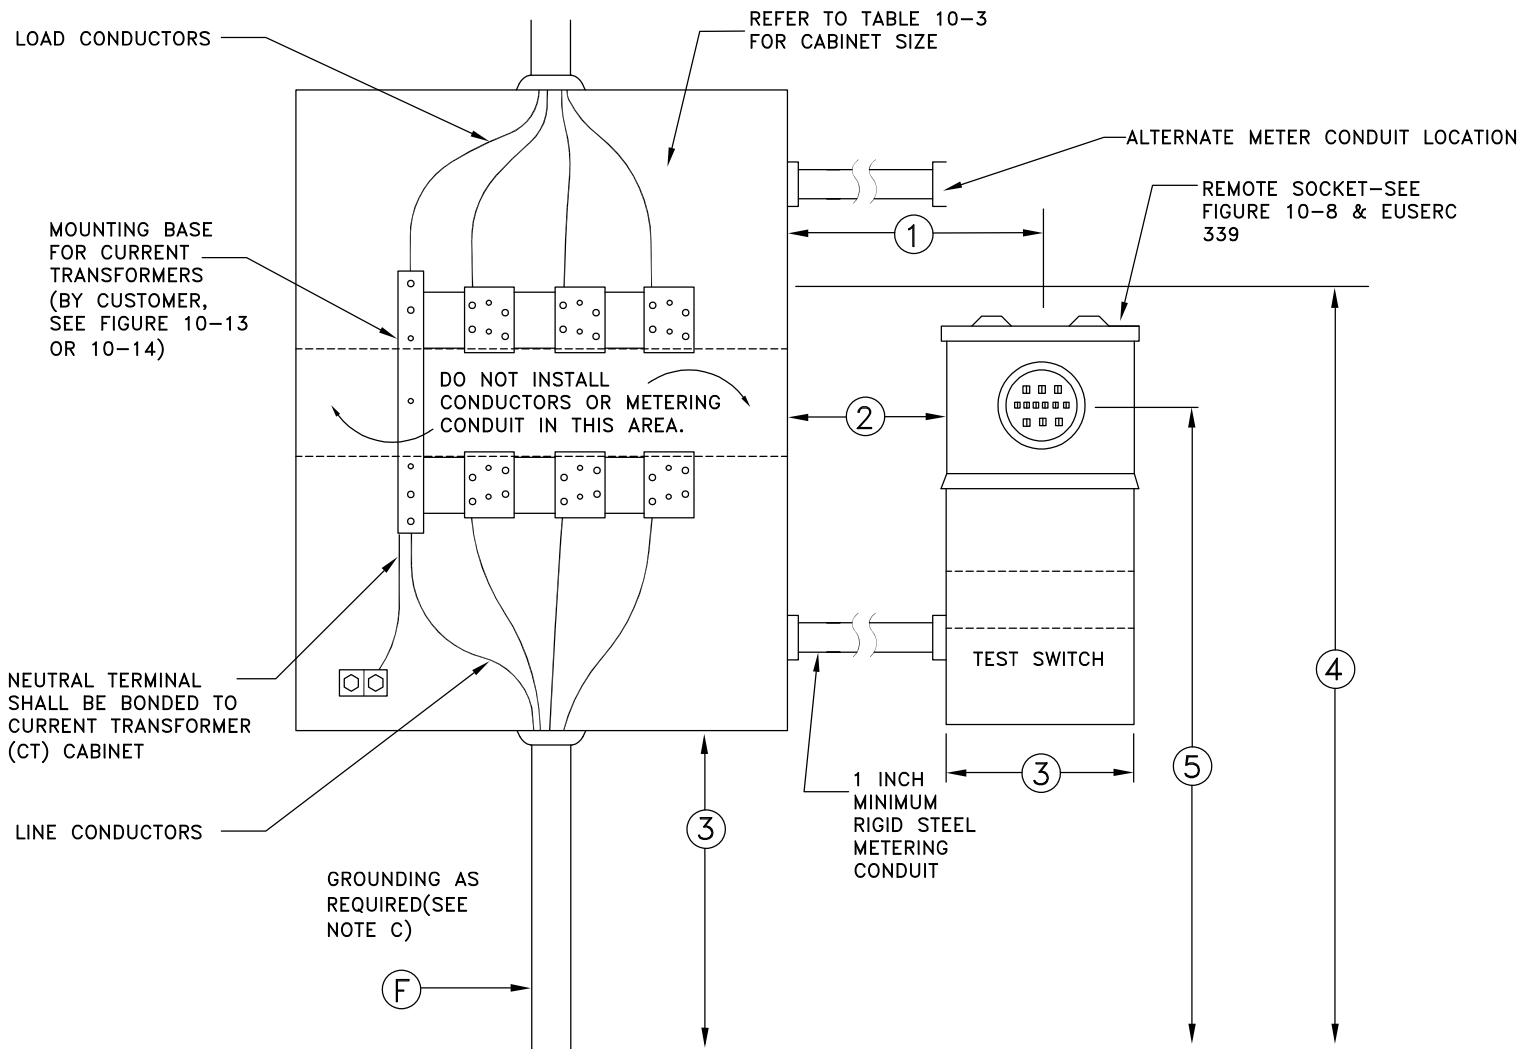 LOAD CONDUCTORS
REFER TO TABLE 10-3
FOR CABINET SIZE
ALTERNATE METER CONDUIT LOCATION
REMOTE SOCKET-SEE
FIGURE 10-8 & EUSERC
339
MOUNTING BASE
FOR CURRENT
TRANSFORMERS
(BY CUSTOMER,
SEE FIGURE 10-13
OR 10-14)
1
DO NOT INSTALL
CONDUCTORS OR METERING
CONDUIT IN THIS AREA.
2
TEST SWITCH
4
NEUTRAL TERMINAL
SHALL BE BONDED TO
CURRENT TRANSFORMER
(CT) CABINET
3
5
1 INCH
MINIMUM
RIGID STEEL
METERING
CONDUIT
LINE CONDUCTORS
3
GROUNDING AS
REQUIRED(SEE
NOTE C)
F